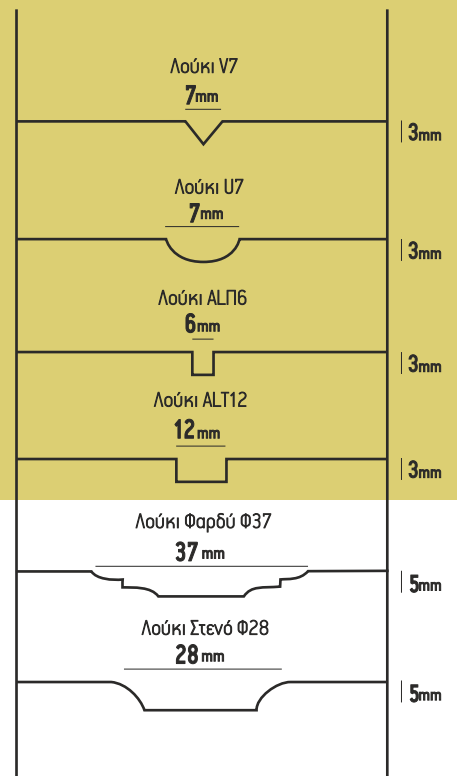 Λούκι V7
7mm
3mm
Λούκι U7
7mm
3mm
Λούκι ALΠ6
6mm
3mm
Λούκι ALT12
12mm
3mm
Λούκι Φαρδύ Φ37
37mm
5mm
Λούκι Στενό Φ28
28mm
5mm